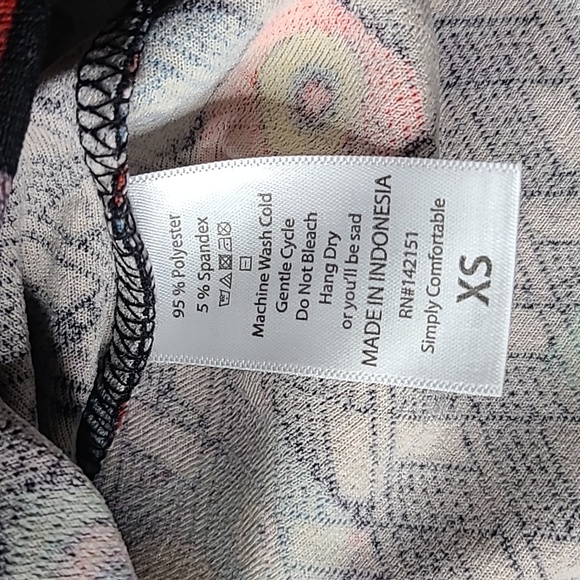 95 % Polyester
5 % Spandex
Machine Wash Cold
Gentle Cycle
Do Not Bleach
Hang Dry
or you'll be sad
MADE IN INDONESIA
RN#142151
Simply Comfortable
XS